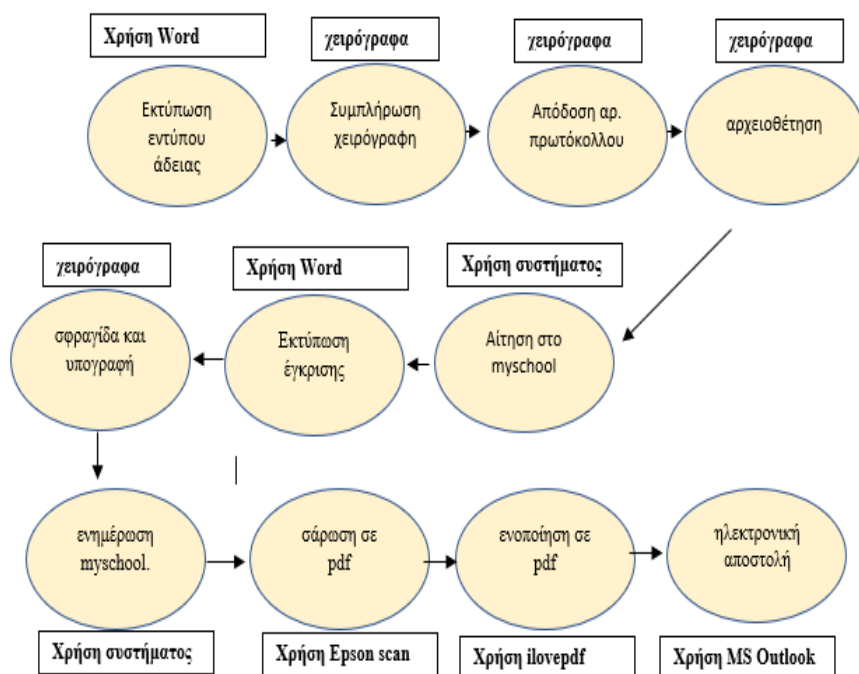 Χρήση Word
χειρόγραφα
χειρόγραφα
χειρόγραφα
Εκτύπωση
εντύπου
άδειας
Συμπλήρωση
χειρόγραφη
Απόδοση αρ.
πρωτόκολλου
αρχειοθέτηση
Χρήση συστήματος
Χρήση Word
χειρόγραφα
Αίτηση στο
myschool
Εκτύπωση
έγκρισης
σφραγίδα και
υπογραφή
ενημέρωση
myschool.
σάρωση σε
pdf
ενοποίηση σε
pdf
ηλεκτρονική
αποστολή
Χρήση συστήματος
Χρήση Epson scan
Χρήση ilovepdf
Χρήση MS Outlook